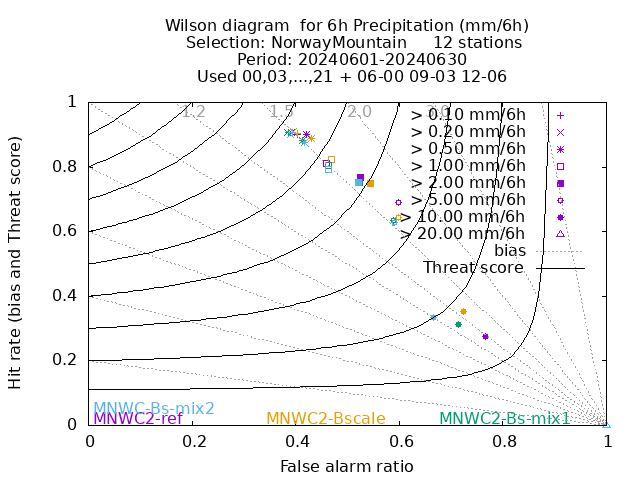 Wilson diagram  for 6h Precipitation (mm/6h)
Selection: NorwayMountain     12 stations
Period: 20240601-20240630
Used 00,03,...,21 + 06-00 09-03 12-06
Hit rate (bias and Threat score)
1
0.8
0.6
0.4
0.2
0
1.2
1.5
2.0
3.0
> 0.10 mm/6h
> 0.20 mm/6h
> 0.50 mm/6h
> 1.00 mm/6h
> 2.00 mm/6h
> 5.00 mm/6h
> 10.00 mm/6h
> 20.00 mm/6h
bias
Threat score
MNWC-Bs-mix2
MNWC2-ref
MNWC2-Bscale
MNWC2-Bs-mix1
0
0.2
0.4
0.6
0.8
1
False alarm ratio